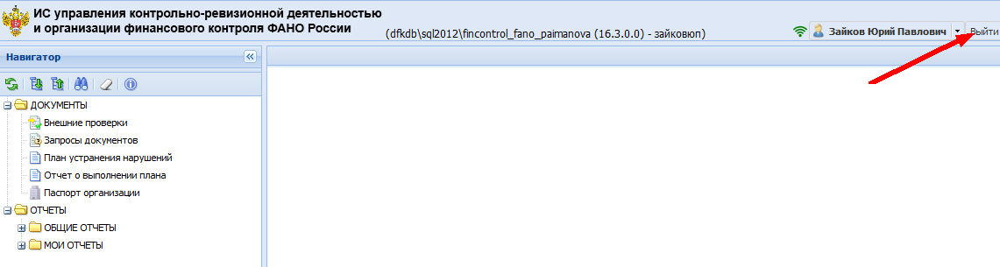 ИС управления контрольно-ревизионной деятельностью
и организации финансового контроля ФАНО России
(dfkdb\sql2012\fincontrol_fano_paimanova (16.3.0.0) - зайковюп)
Зайков Юрий Павлович
Выйти
Навигатор
ДОКУМЕНТЫ
Внешние проверки
Запросы документов
План устранения нарушений
Отчет о выполнении плана
Паспорт организации
ОТЧЕТЫ
ОБЩИЕ ОТЧЕТЫ
МОИ ОТЧЕТЫ